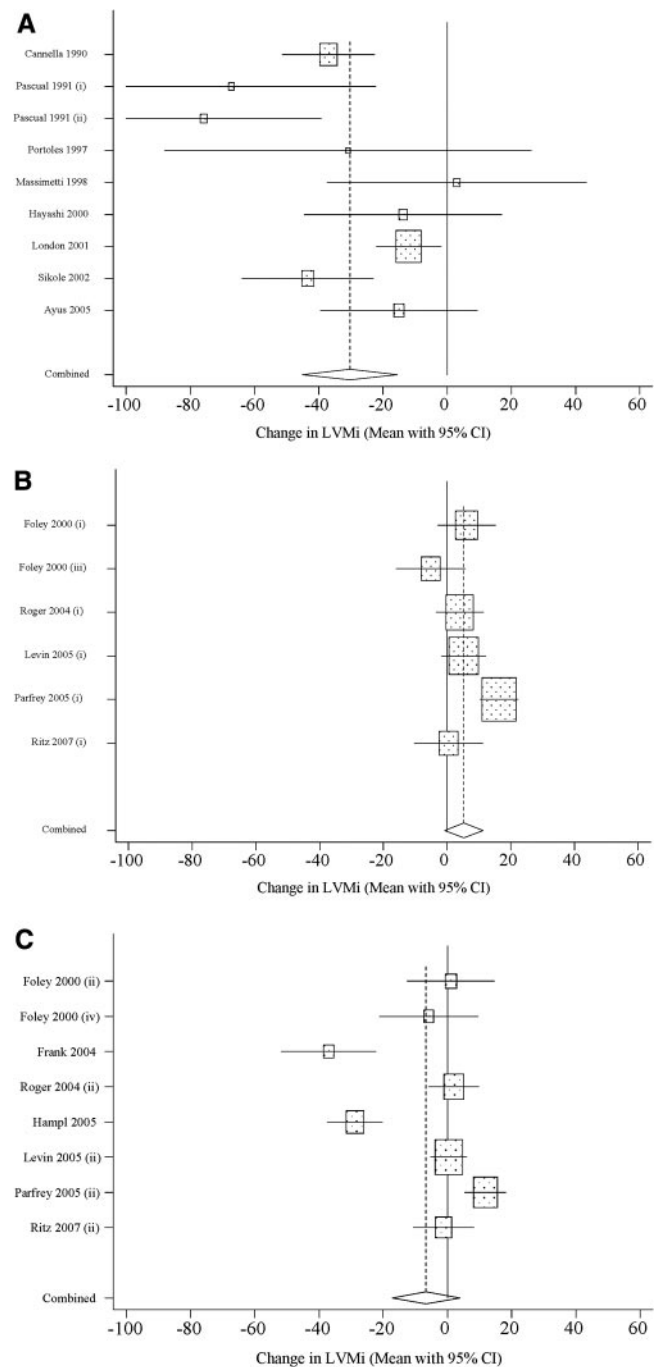 A
Cannella 1990
Pascual 1991 (i)
Pascual 1991 (ii)
Portoles 1997
Massimetti 1998
Hayashi 2000
London 2001
Sikole 2002
Ayus 2005
Combined
-100 -80 -60 -40 -20 0 20 40 60
Change in LVMi (Mean with 95% CI)
B
Foley 2000 (i)
Foley 2000 (iii)
Roger 2004 (i)
Levin 2005 (i)
Parfrey 2005 (i)
Ritz 2007 (i)
Combined
-100 -80 -60 -40 -20 0 20 40 60
Change in LVMi (Mean with 95% CI)
C
Foley 2000 (ii)
Foley 2000 (iv)
Frank 2004
Roger 2004 (ii)
Hampl 2005
Levin 2005 (ii)
Parfrey 2005 (ii)
Ritz 2007 (ii)
Combined
-100 -80 -60 -40 -20 0 20 40 60
Change in LVMi (Mean with 95% CI)